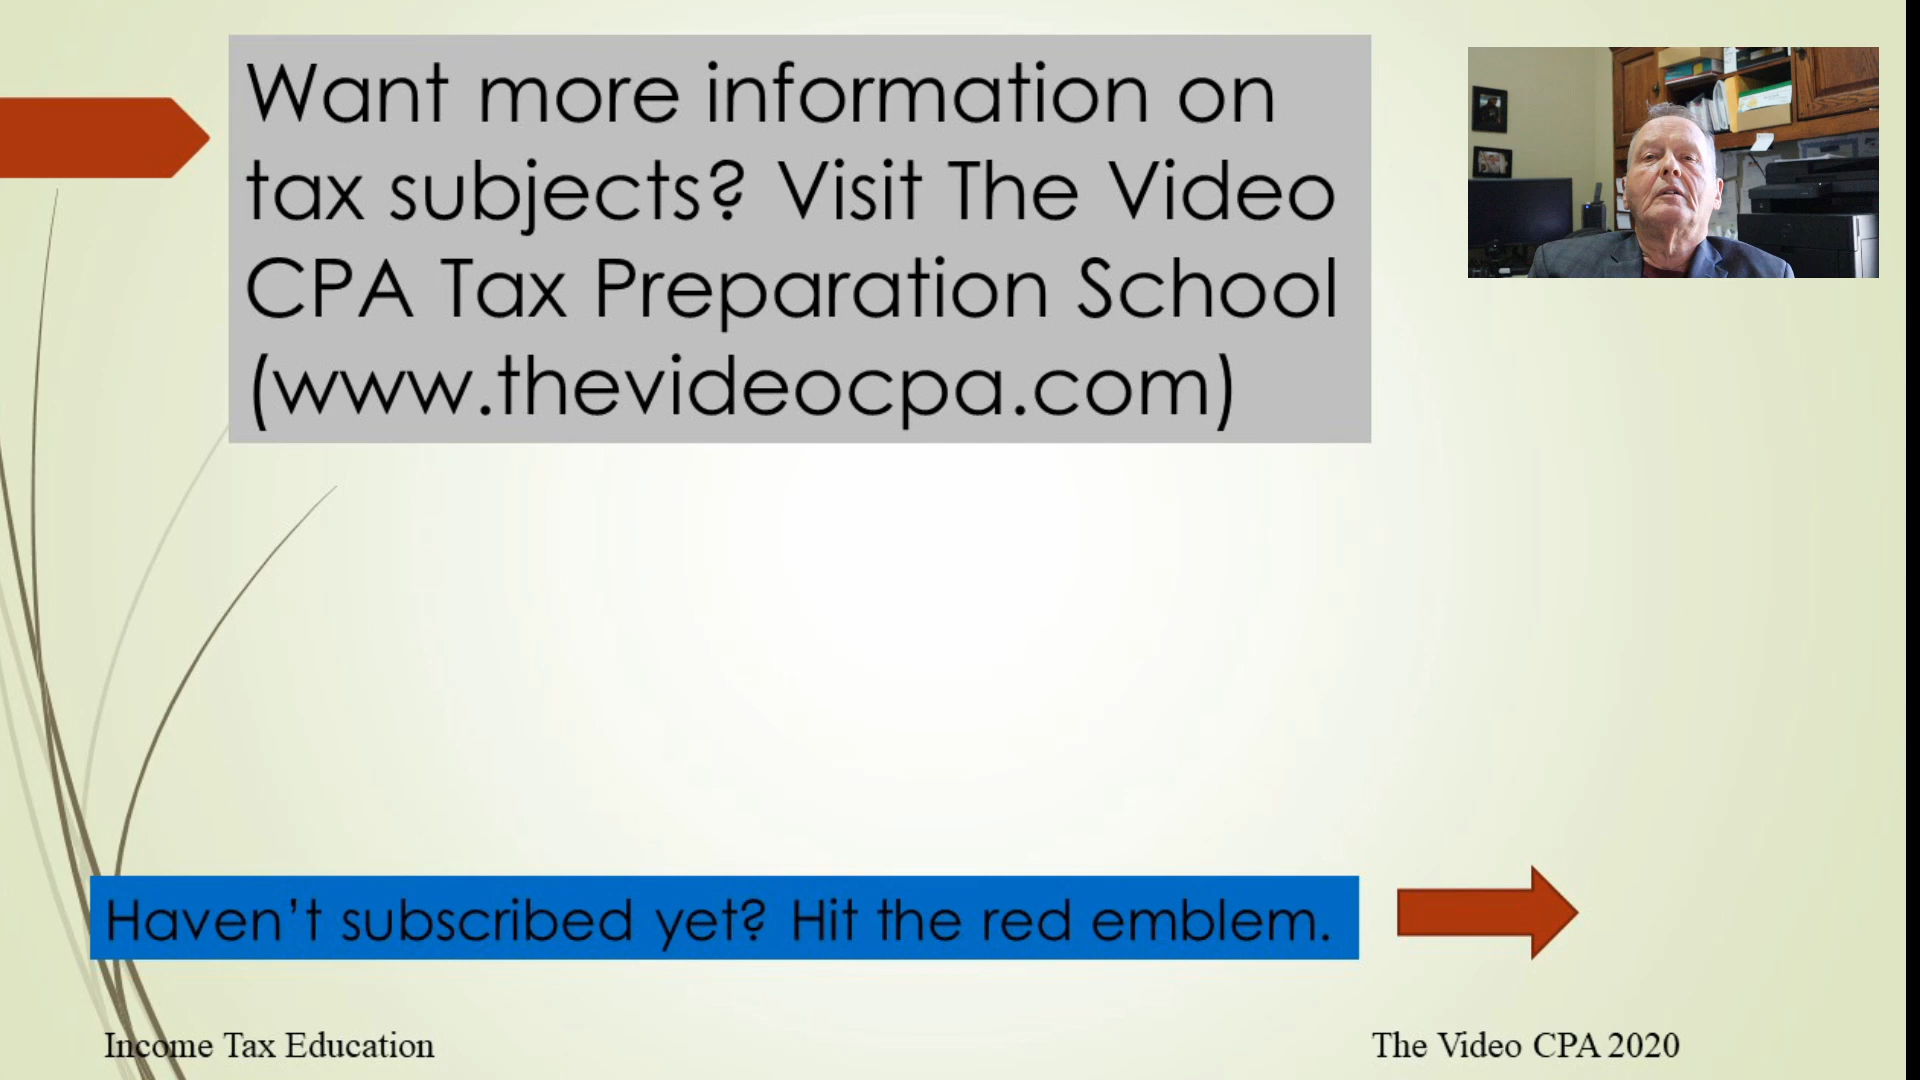 Want more information on
tax subjects? Visit The Video
CPA Tax Preparation School
(www.thevideocpa.com)
Haven’t subscribed yet? Hit the red emblem.
Income Tax Education
The Video CPA 2020